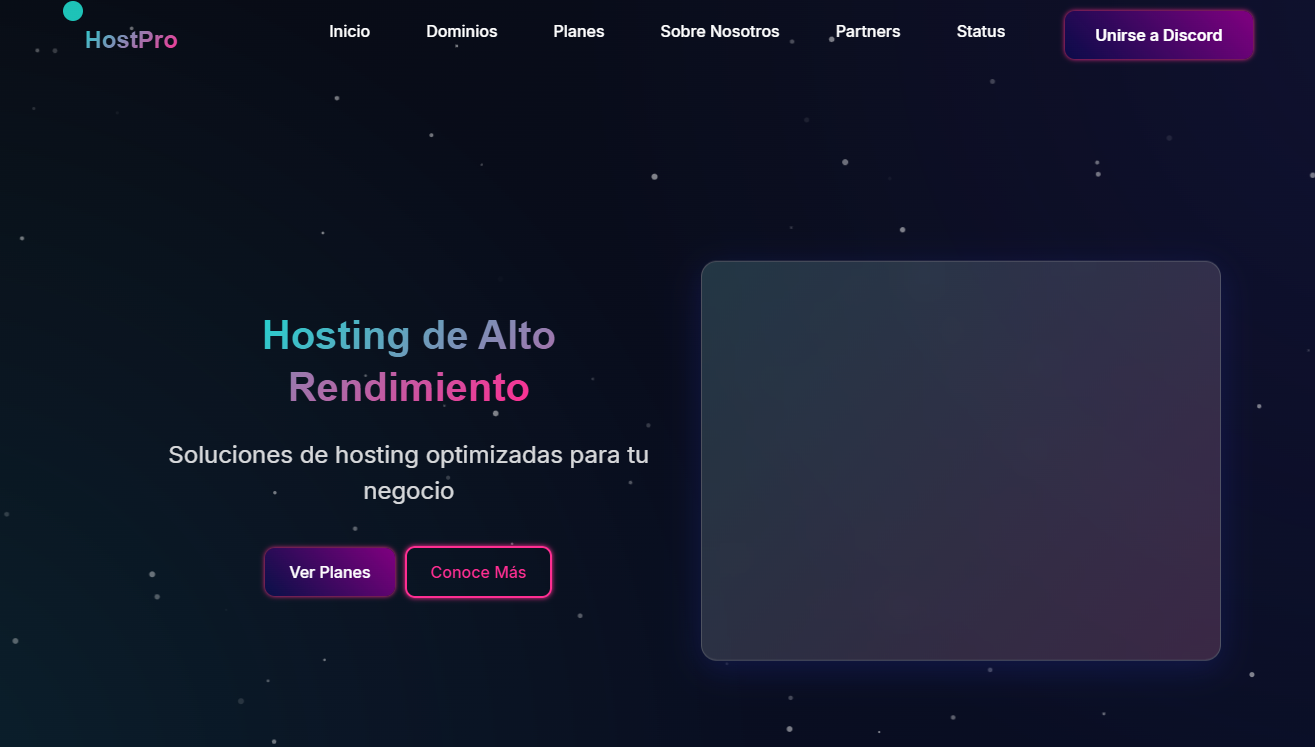 HostPro
Inicio
Dominios
Planes
Sobre Nosotros
Partners
Status
Unirse a Discord
Hosting de Alto
Rendimiento
Soluciones de hosting optimizadas para tu
negocio
Ver Planes
Conoce Más